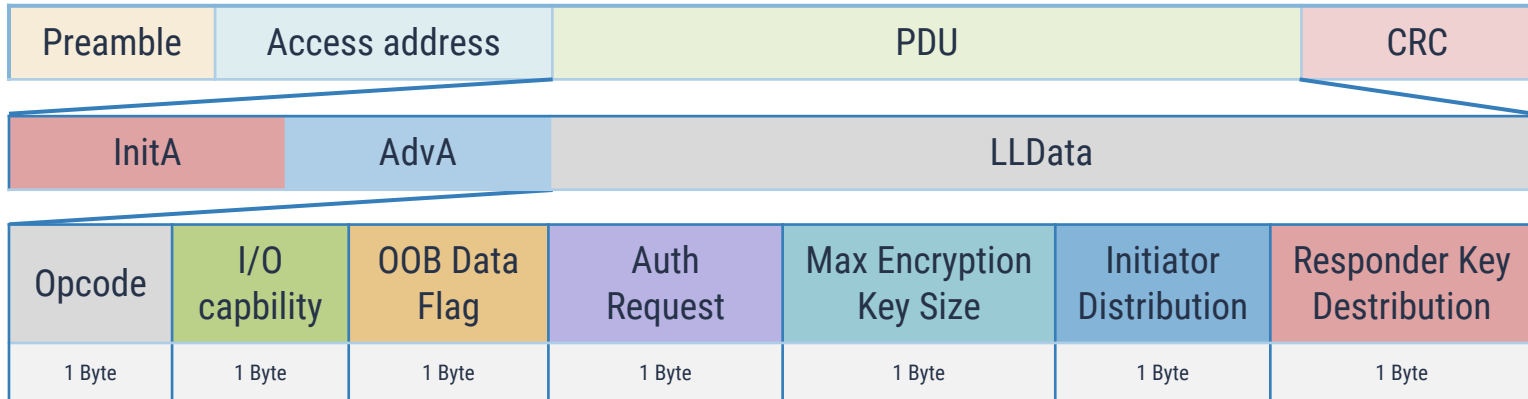 Preamble Access address PDU CRC
InitA AdvA LLData
Opcode
I/O
capbility
OOB Data
Flag
Auth
Request
Max Encryption
Key Size
Initiator
Distribution
Responder Key
Destribution
1 Byte 1 Byte 1 Byte 1 Byte 1 Byte 1 Byte 1 Byte